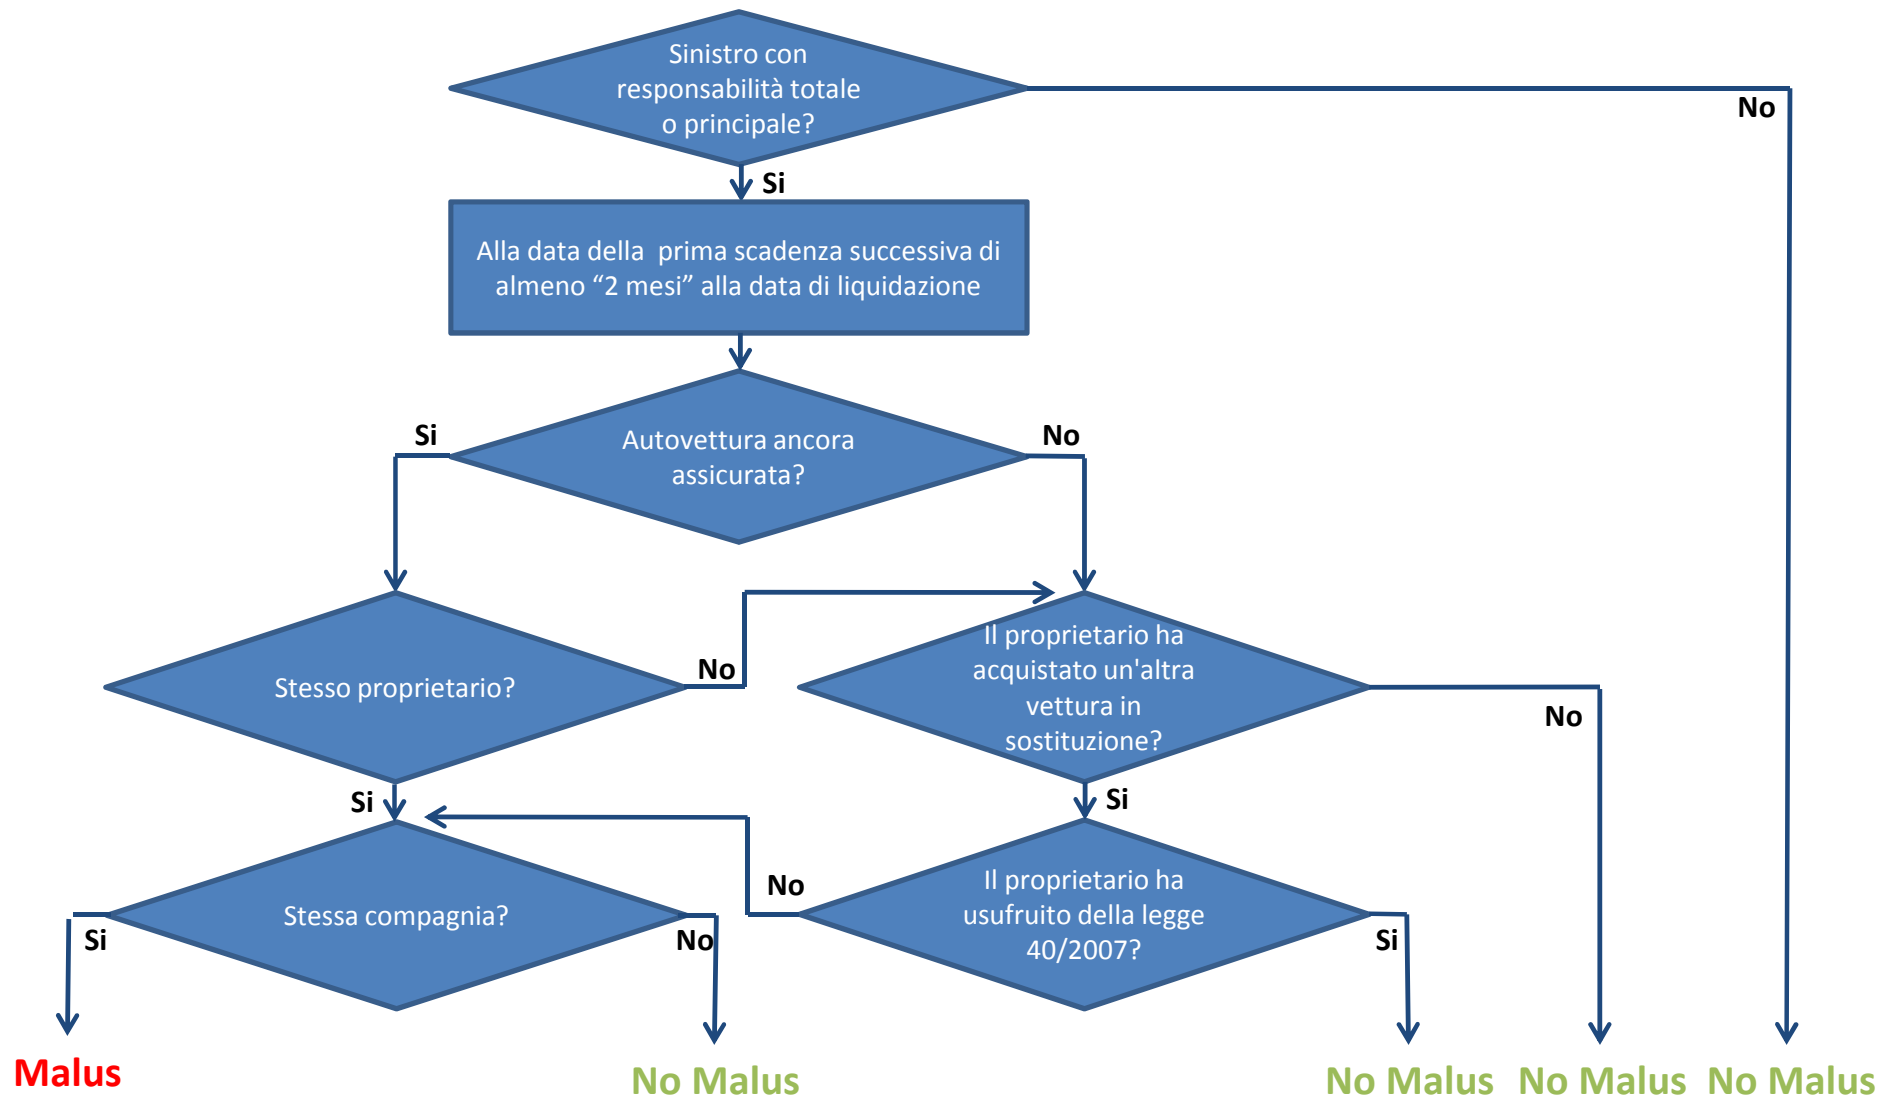 Sinistro con
responsabilità totale
o principale?
No
Si
Alla data della  prima scadenza successiva di
almeno “2 mesi” alla data di liquidazione
Si
No
Autovettura ancora
assicurata?
Stesso proprietario?
No
Il proprietario ha
acquistato un'altra
vettura in
sostituzione?
No
Si
Si
Stessa compagnia?
No
Il proprietario ha
usufruito della legge
40/2007?
Si
No
Si
Malus
No Malus
No Malus
No Malus
No Malus